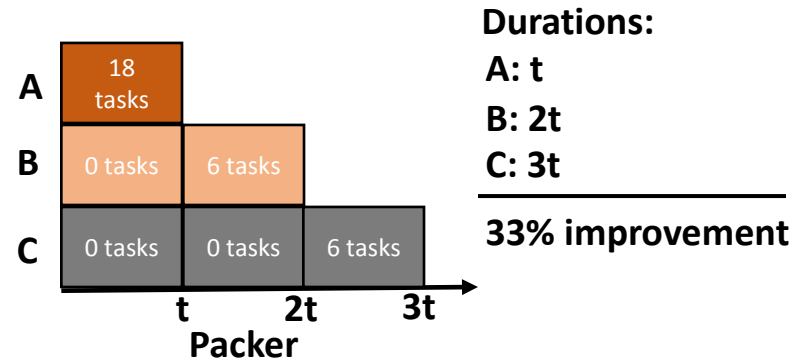 Durations:
A: t
B: 2t
C: 3t
33% improvement
A
18
tasks
B
0 tasks
6 tasks
C
0 tasks
0 tasks
6 tasks
t
2t
3t
Packer